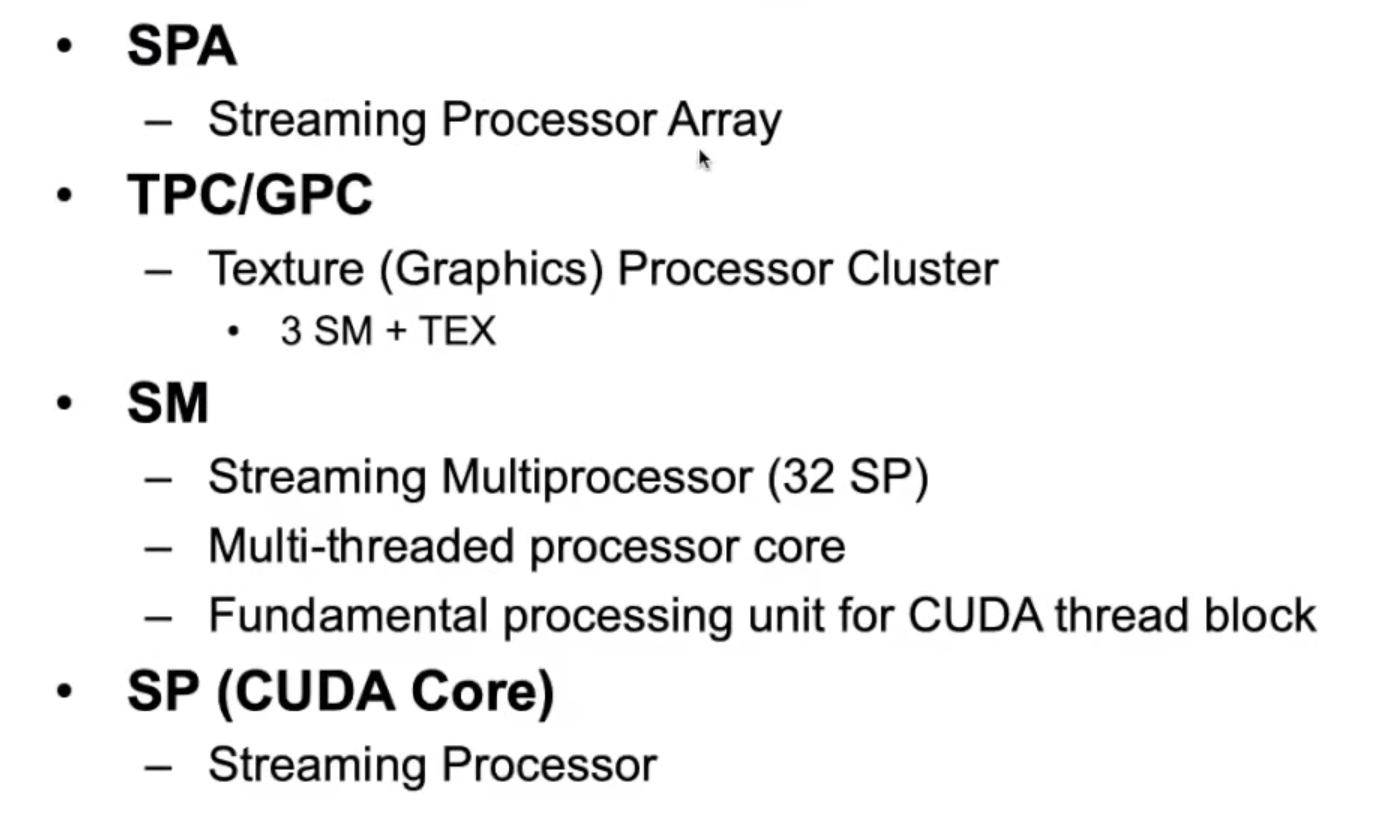 • SPA
– Streaming Processor Array
• TPC/GPC
– Texture (Graphics) Processor Cluster
• 3 SM + TEX
• SM
– Streaming Multiprocessor (32 SP)
– Multi-threaded processor core
– Fundamental processing unit for CUDA thread block
• SP (CUDA Core)
– Streaming Processor